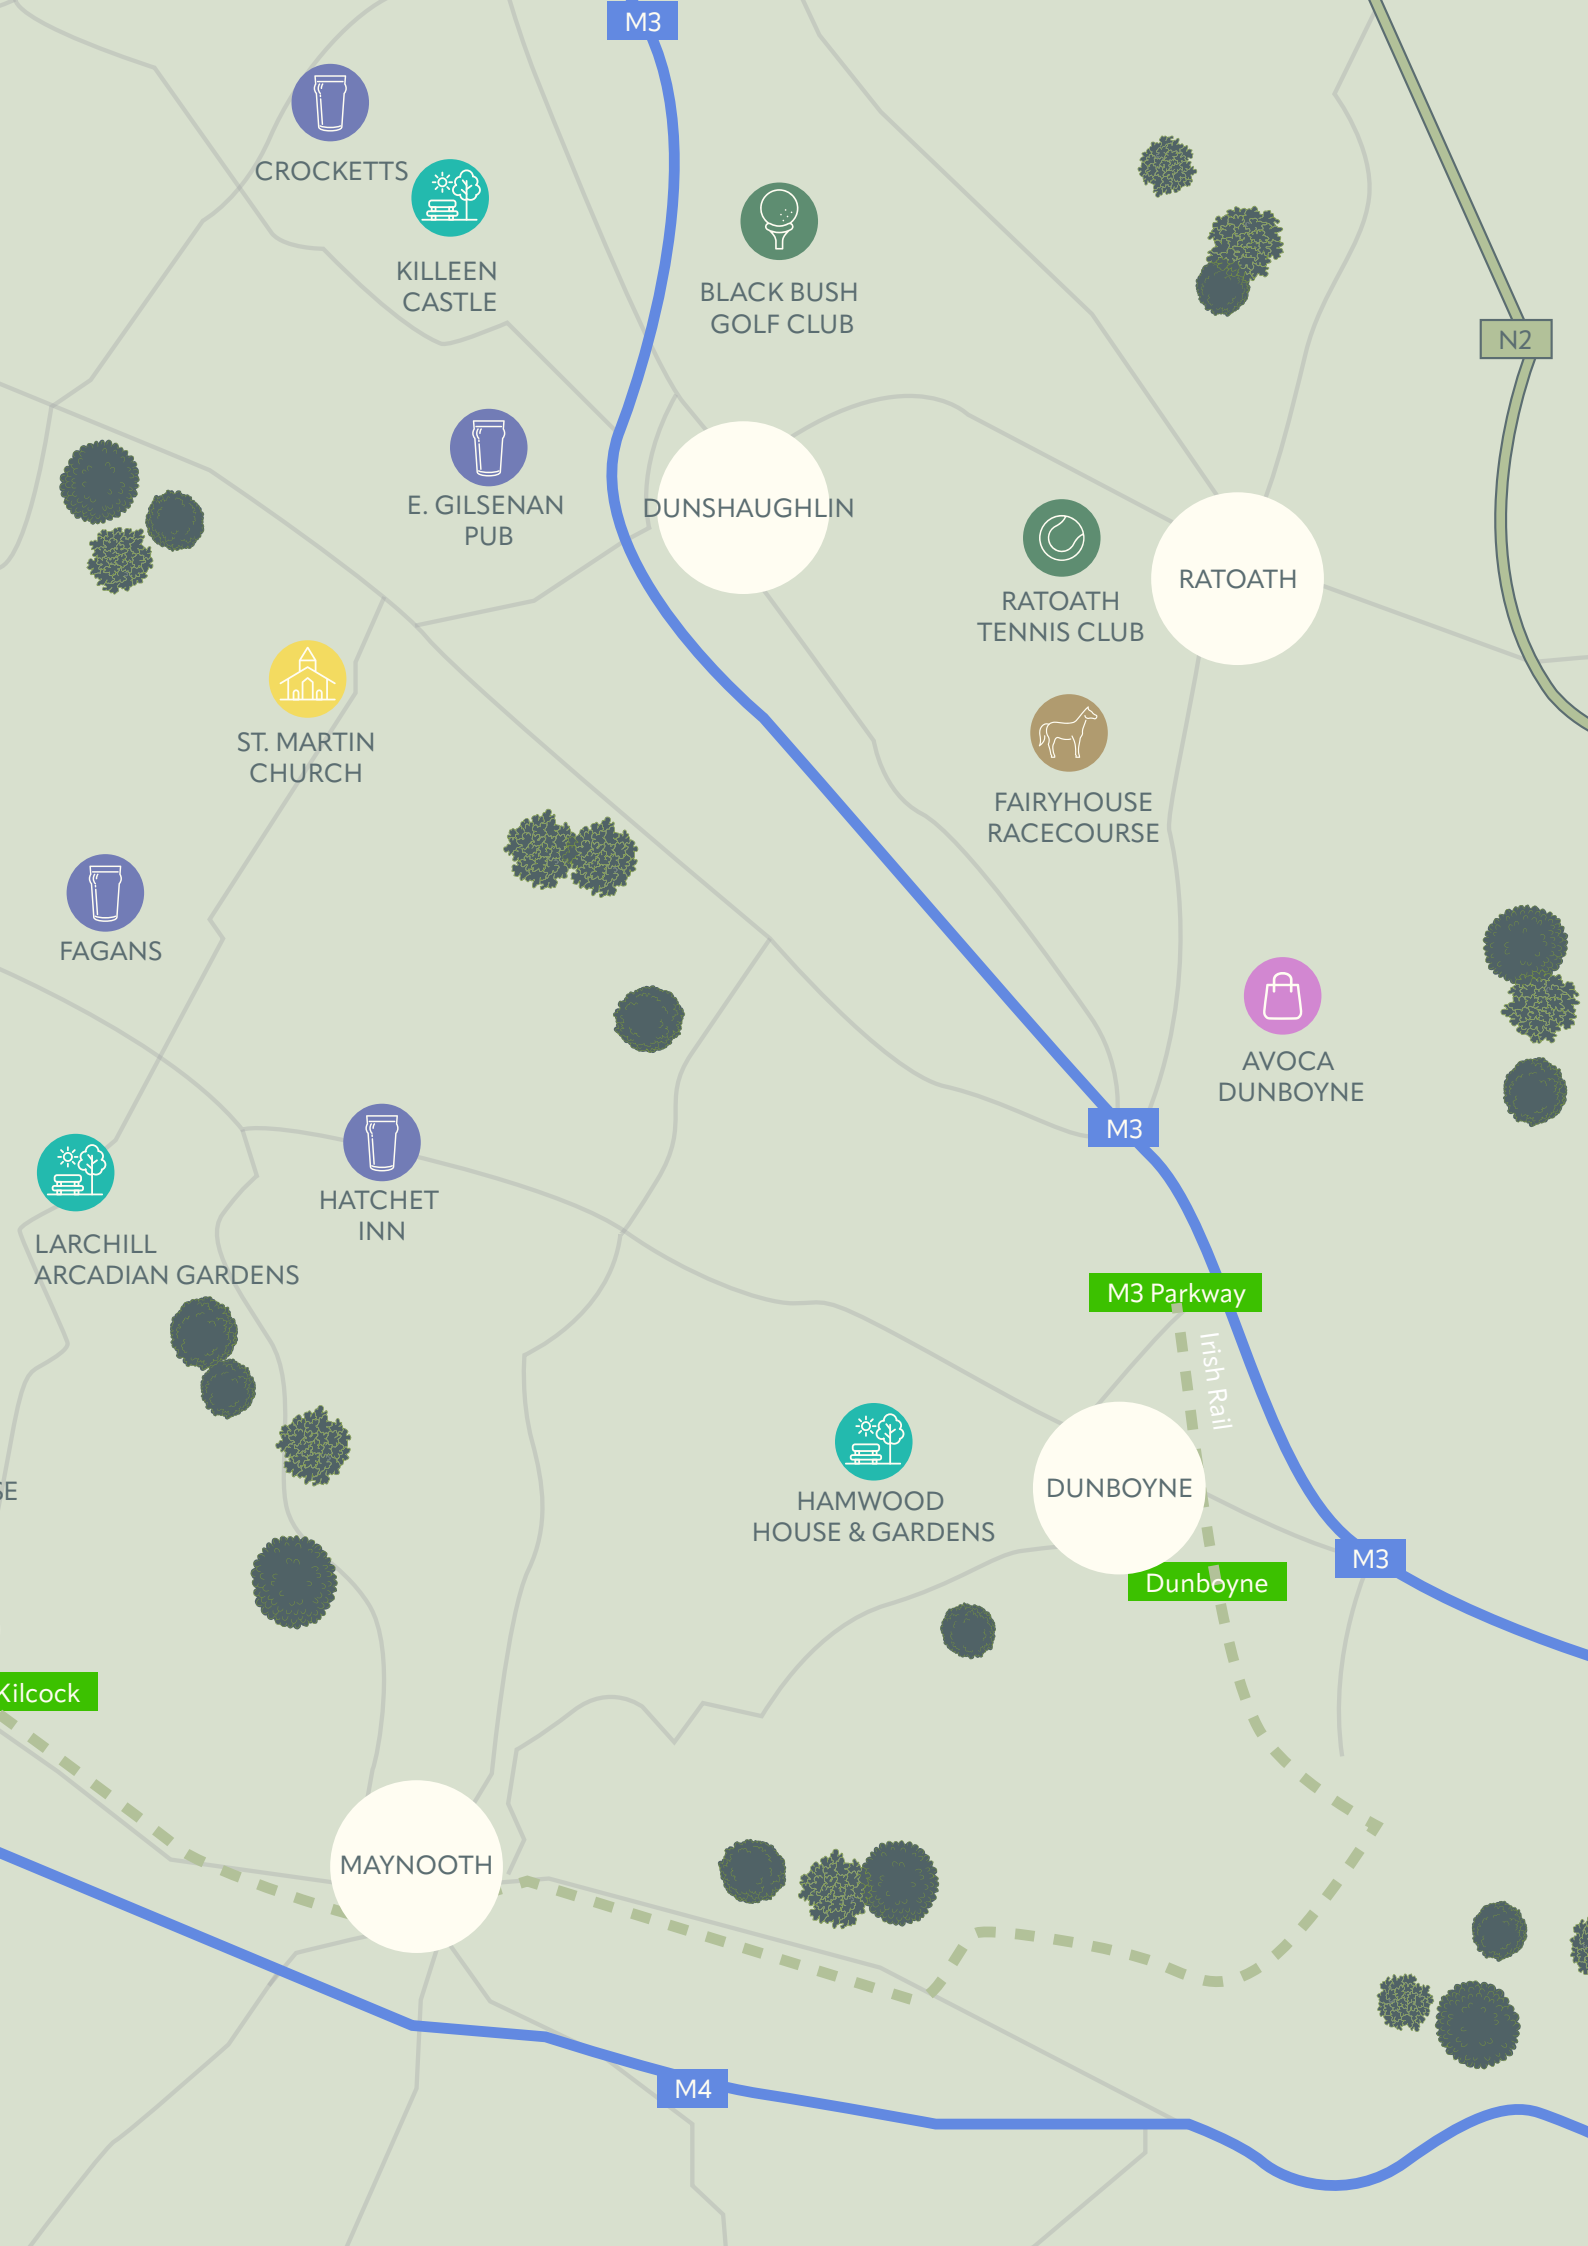 M3
CROCKETTS
KILLEEN
CASTLE
BLACK BUSH
GOLF CLUB
N2
E. GILSENAN
PUB
DUNSHAUGHLIN
RATOATH
TENNIS CLUB
RATOATH
ST. MARTIN
CHURCH
FAIRYHOUSE
RACECOURSE
FAGANS
AVOCA
DUNBOYNE
M3
HATCHET
INN
LARCHILL
ARCADIAN GARDENS
M3 Parkway
Irish Rail
HAMWOOD
HOUSE & GARDENS
DUNBOYNE
SE
M3
Dunboyne
Kilcock
MAYNOOTH
M4